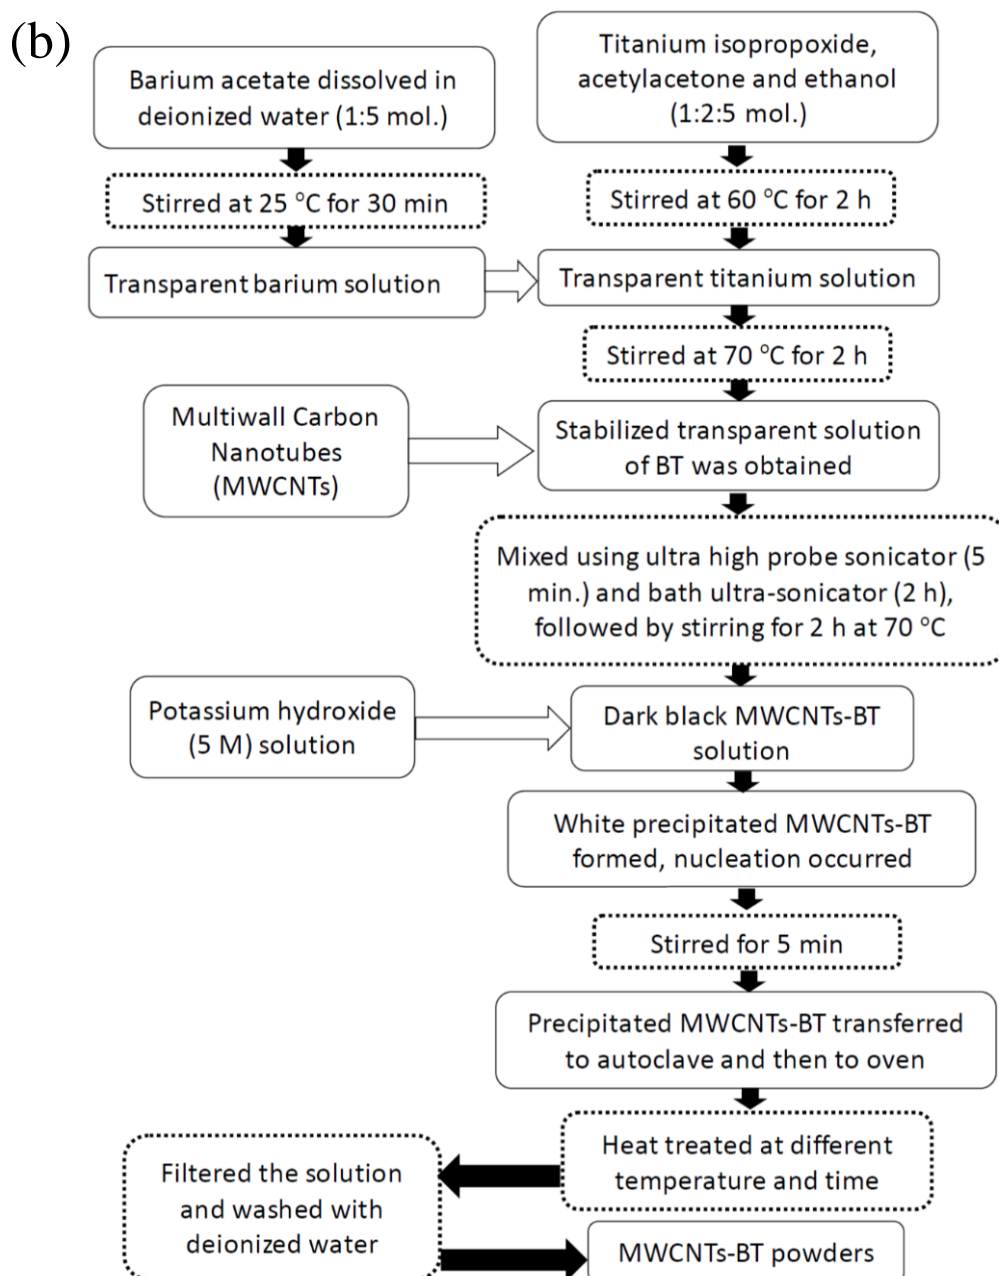 (b)
Barium acetate dissolved in
deionized water (1:5 mol.)
Titanium isopropoxide,
acetylacetone and ethanol
(1:2:5 mol.)
Stirred at 25 °C for 30 min
Stirred at 60 °C for 2 h
Transparent barium solution
Transparent titanium solution
Stirred at 70 °C for 2 h
Multiwall Carbon
Nanotubes
(MWCNTs)
Stabilized transparent solution
of BT was obtained
Mixed using ultra high probe sonicator (5
min.) and bath ultra-sonicator (2 h),
followed by stirring for 2 h at 70 °C
Potassium hydroxide
(5 M) solution
Dark black MWCNTs-BT
solution
White precipitated MWCNTs-BT
formed, nucleation occurred
Stirred for 5 min
Precipitated MWCNTs-BT transferred
to autoclave and then to oven
Heat treated at different
temperature and time
Filtered the solution
and washed with
deionized water
MWCNTs-BT powders